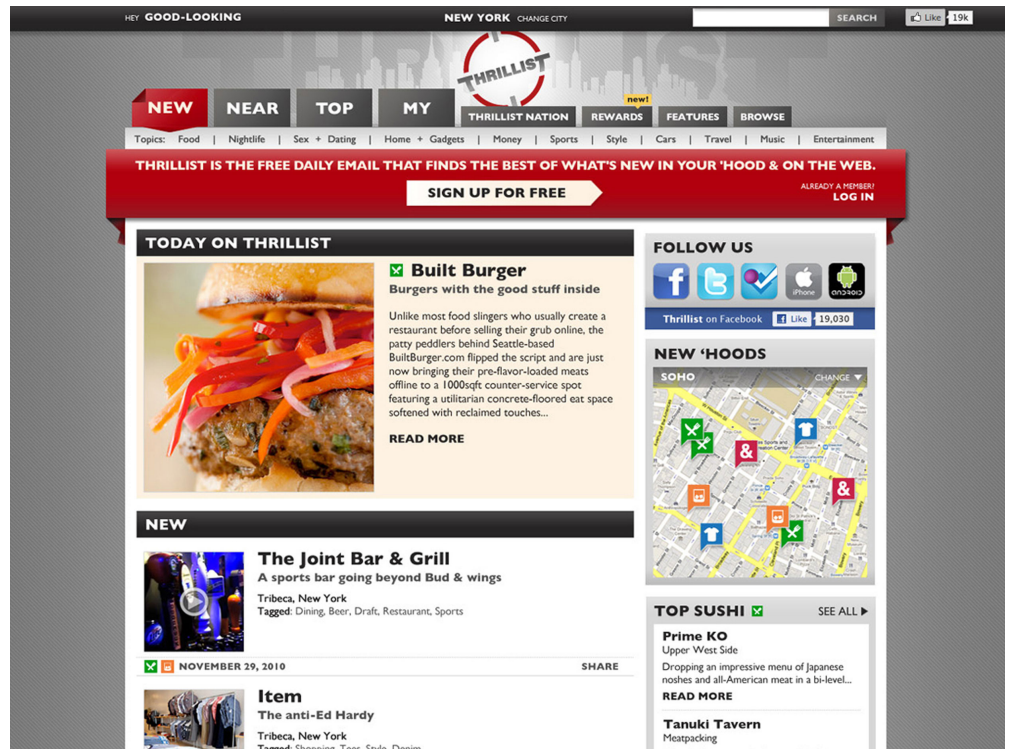 HEY GOOD-LOOKING
NEW YORK CHANGE CITY
SEARCH
Like 19k
THRILLIST
THRILLIST
NEW
NEAR
TOP
MY
THRILLIST NATION
new!
REWARDS
FEATURES
BROWSE
Topics: Food | Nightlife | Sex + Dating | Home + Gadgets | Money | Sports | Style | Cars | Travel | Music | Entertainment
THRILLIST IS THE FREE DAILY EMAIL THAT FINDS THE BEST OF WHAT'S NEW IN YOUR 'HOOD & ON THE WEB.
SIGN UP FOR FREE
ALREADY A MEMBER?
LOG IN
TODAY ON THRILLIST
Built Burger
Burgers with the good stuff inside
Unlike most food slingers who usually create a
restaurant before selling their grub online, the
patty peddlers behind Seattle-based
BuiltBurger.com flipped the script and are just
now bringing their pre-flavor-loaded meats
offline to a 1000sqft counter-service spot
featuring a utilitarian concrete-floored eat space
softened with reclaimed touches...
READ MORE
NEW
The Joint Bar & Grill
A sports bar going beyond Bud & wings
Tribeca, New York
Tagged: Dining, Beer, Draft, Restaurant, Sports
NOVEMBER 29, 2010
SHARE
Item
The anti-Ed Hardy
Tribeca, New York
Tagged: Shopping, Tees, Style, Denim
FOLLOW US
iPhone
ANDROID
Thrillist on Facebook
Like 19,030
NEW 'HOODS
SOHO
CHANGE
&
&
TOP SUSHI
SEE ALL
Prime KO
Upper West Side
Dropping an impressive menu of Japanese
noshes and all-American meat in a bi-level...
READ MORE
Tanuki Tavern
Meatpacking